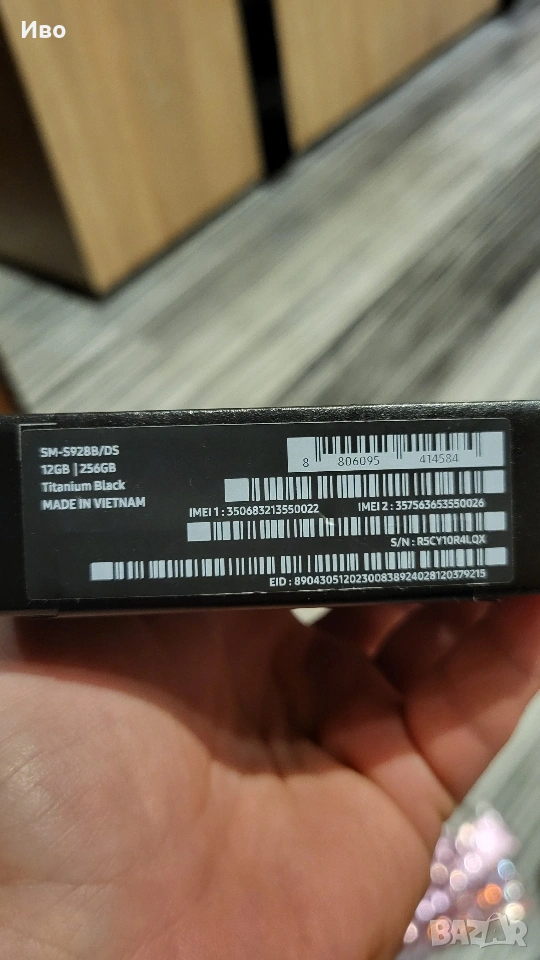 Иво
SM-S928B/DS
12GB | 256GB
Titanium Black
MADE IN VIETNAM
8 806095 414584
IMEI 1 : 350683213550022 IMEI 2 : 357563653550026
S/N : R5CY10R4LQX
EID : 89043051202300838924028120379215
BAZAR